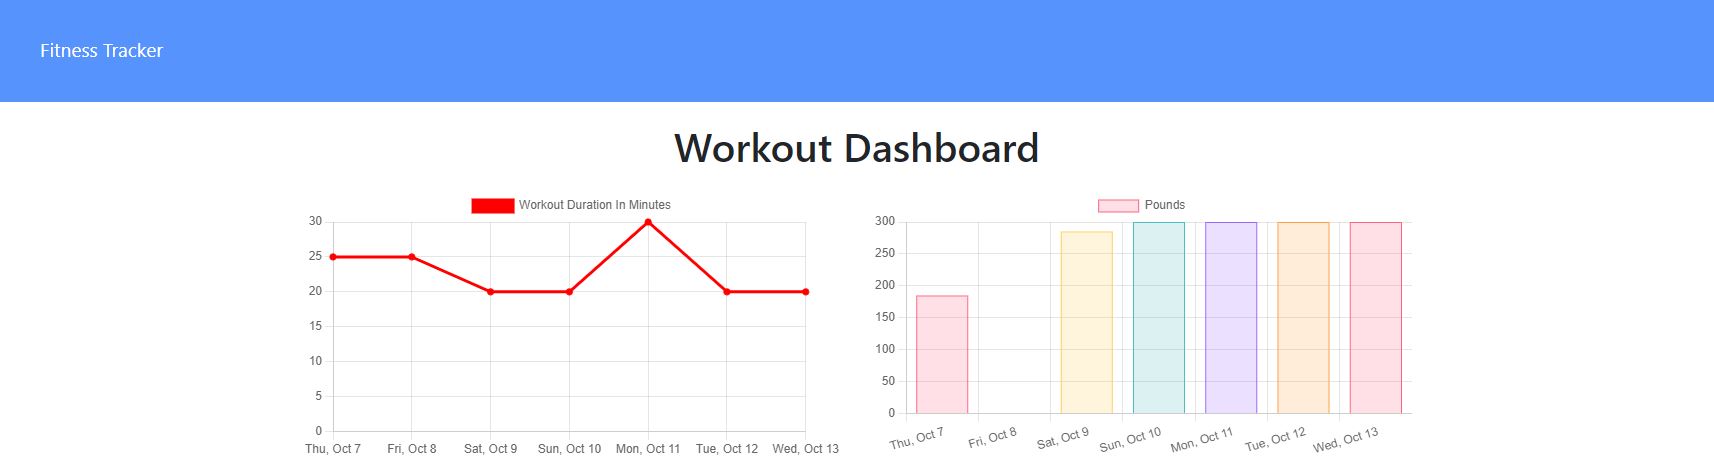 Fitness Tracker
Workout Dashboard
Workout Duration In Minutes
30
25
20
15
10
5
0
Thu, Oct 7 Fri, Oct 8 Sat, Oct 9 Sun, Oct 10 Mon, Oct 11 Tue, Oct 12 Wed, Oct 13
Pounds
300
250
200
150
100
50
0
Thu, Oct 7 Fri, Oct 8 Sat, Oct 9 Sun, Oct 10 Mon, Oct 11 Tue, Oct 12 Wed, Oct 13